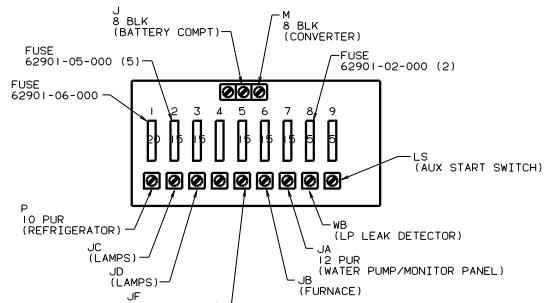 J
8 BLK
(BATTERY COMPT)
M
8 BLK
(CONVERTER)
FUSE
62901-05-000 (5)
FUSE
62901-02-000 (2)
FUSE
62901-06-000
1 2 3 4 5 6 7 8 9
20 15 15 15 15 15 5 5
LS
(AUX START SWITCH)
P
10 PUR
(REFRIGERATOR)
WB
(LP LEAK DETECTOR)
JC
(LAMPS)
JA
12 PUR
(WATER PUMP/MONITOR PANEL)
JD
(LAMPS)
JB
(FURNACE)
JF